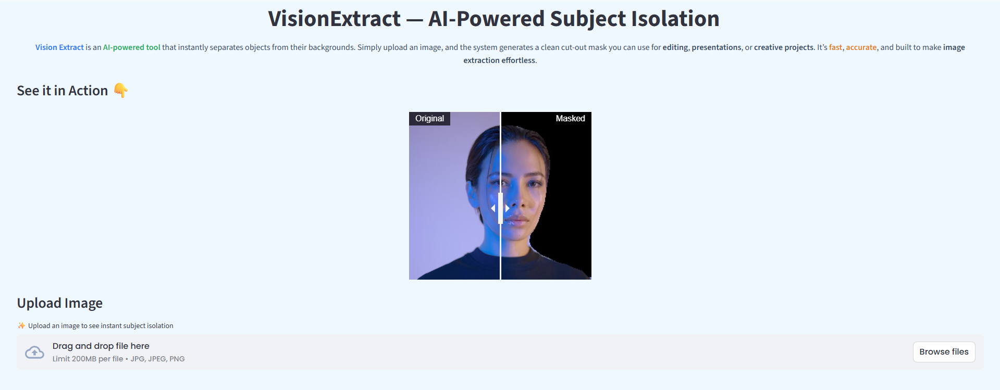 VisionExtract — AI-Powered Subject Isolation
Vision Extract is an AI-powered tool that instantly separates objects from their backgrounds. Simply upload an image, and the system generates a clean cut-out mask you can use for editing, presentations, or creative projects. It’s fast, accurate, and built to make image
extraction effortless.
See it in Action 👇
Original
Masked
Upload Image
✨ Upload an image to see instant subject isolation
Drag and drop file here
Limit 200MB per file • JPG, JPEG, PNG
Browse files